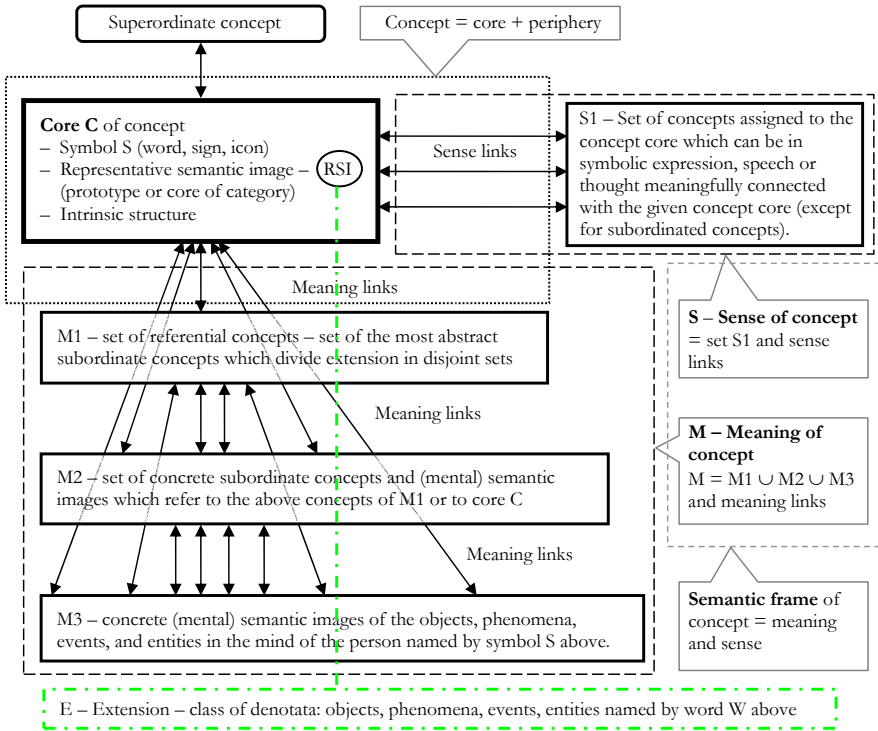 Superordinate concept
Concept = core + periphery
Core C of concept
– Symbol S (word, sign, icon)
– Representative semantic image –
(prototype or core of category)
– Intrinsic structure
RSI
Sense links
S1 – Set of concepts assigned to the
concept core which can be in
symbolic expression, speech or
thought meaningfully connected
with the given concept core (except
for subordinated concepts).
Meaning links
S – Sense of concept
= set S1 and sense
links
M1 – set of referential concepts – set of the most abstract
subordinate concepts which divide extension in disjoint sets
Meaning links
M – Meaning of
concept
M = M1 ∪ M2 ∪ M3
and meaning links
M2 – set of concrete subordinate concepts and (mental) semantic
images which refer to the above concepts of M1 or to core C
Meaning links
Semantic frame of
concept = meaning
and sense
M3 – concrete (mental) semantic images of the objects, phenomena,
events, and entities in the mind of the person named by symbol S above.
E – Extension – class of denotata: objects, phenomena, events, entities named by word W above